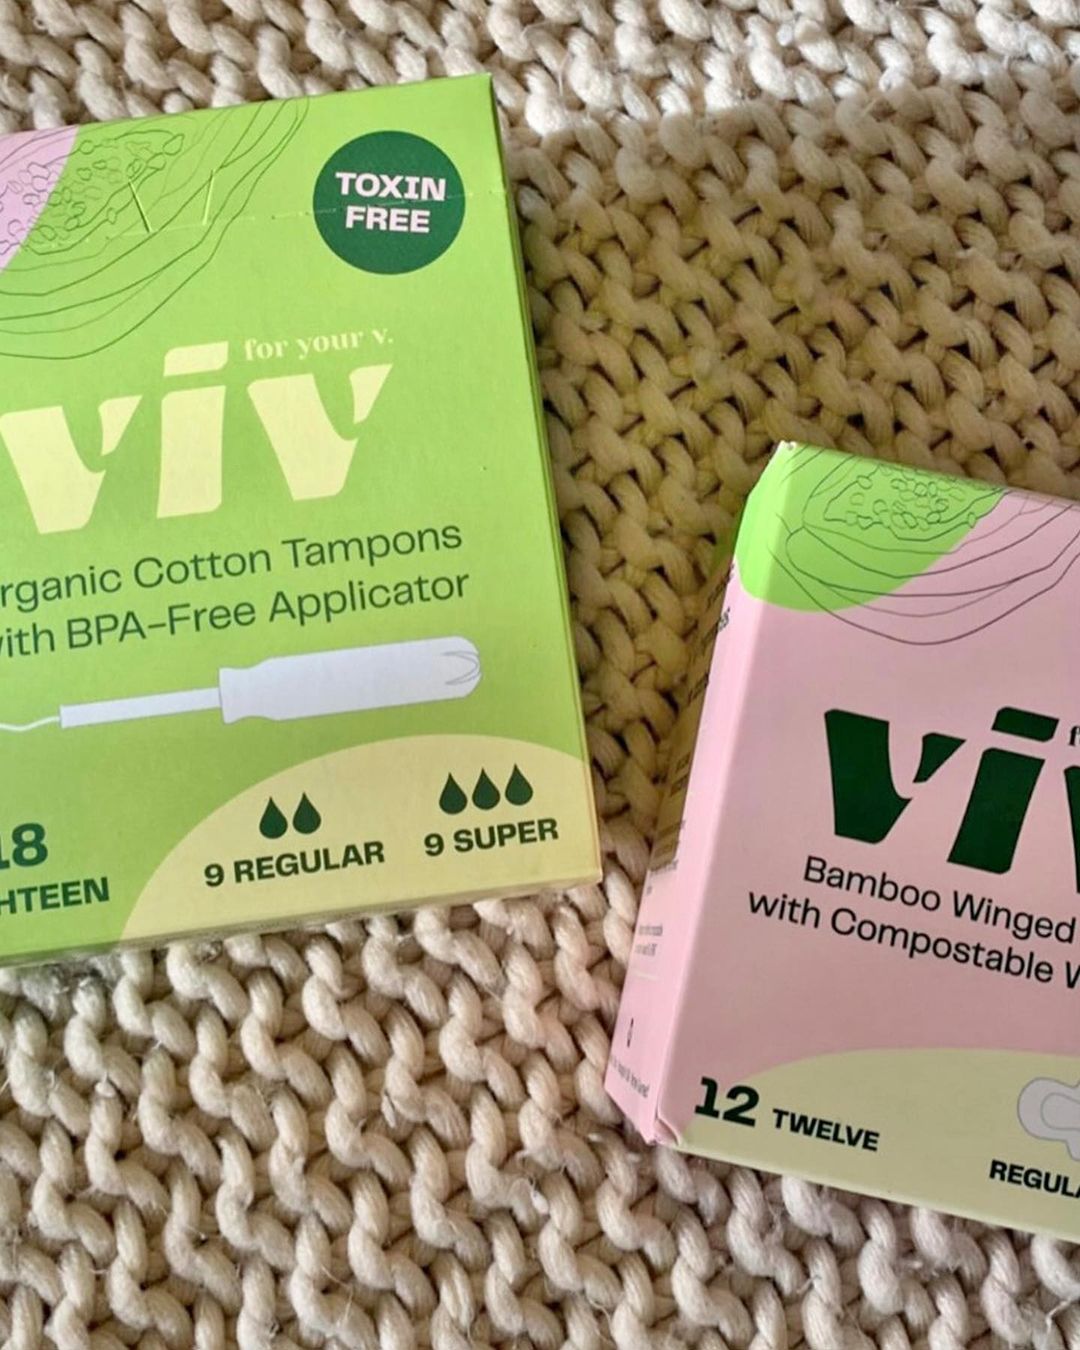 TOXIN
FREE
for your v.
viv
rganic Cotton Tampons
ith BPA-Free Applicator
18
HTEEN
9 REGULAR
9 SUPER
viv
Bamboo Winged
with Compostable
12 TWELVE
REGULA